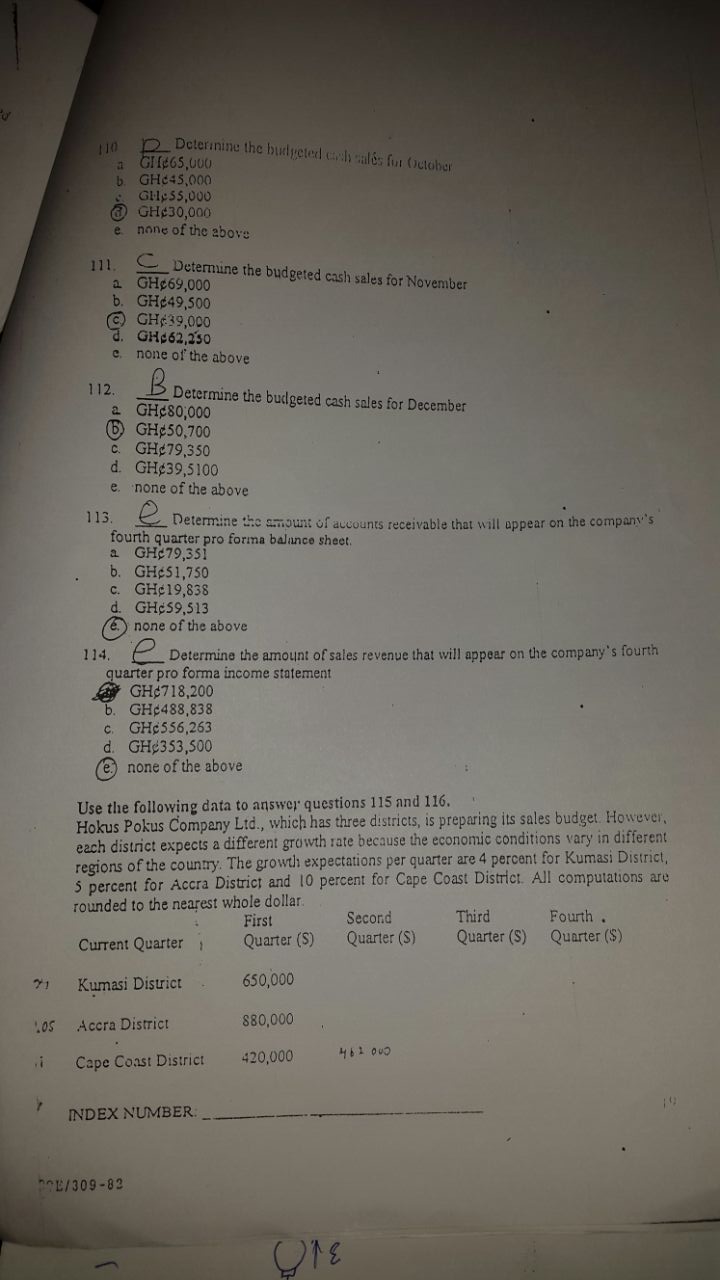 110 D Determine the budgeted cash sales for October
a GH¢65,000
b. GH¢45,000
c. GH¢55,000
d GH¢30,000
e. none of the above
111. C Determine the budgeted cash sales for November
a. GH¢69,000
b. GH¢49,500
c. GH¢39,000
d. GH¢62,250
e. none of the above
112. B Determine the budgeted cash sales for December
a GH¢80,000
b GH¢50,700
c. GH¢79,350
d. GH¢39,5100
e. none of the above
113. e Determine the amount of accounts receivable that will appear on the company's
fourth quarter pro forma balance sheet.
a GH¢79,351
b. GH¢51,750
c. GH¢19,838
d. GH¢59,513
e. none of the above
114. e Determine the amount of sales revenue that will appear on the company's fourth
quarter pro forma income statement
GH¢718,200
b. GH¢488,838
c. GH¢556,263
d. GH¢353,500
e. none of the above
Use the following data to answer questions 115 and 116.
Hokus Pokus Company Ltd., which has three districts, is preparing its sales budget. However,
each district expects a different growth rate because the economic conditions vary in different
regions of the country. The growth expectations per quarter are 4 percent for Kumasi District,
5 percent for Accra District and 10 percent for Cape Coast District. All computations are
rounded to the nearest whole dollar.
First Second Third Fourth
Current Quarter Quarter ($) Quarter ($) Quarter ($) Quarter ($)
Kumasi District 650,000
1.05 Accra District 880,000
Cape Coast District 420,000 462 000
INDEX NUMBER:
19
/309-82